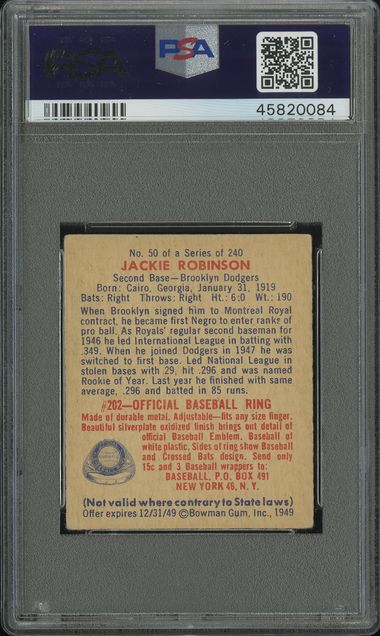 PSA
PSA
45820084
No. 50 of a Series of 240
JACKIE ROBINSON
Second Base—Brooklyn Dodgers
Born: Cairo, Georgia, January 31, 1919
Bats: Right Throws: Right Ht.: 6:0 Wt.: 190
When Brooklyn signed him to Montreal Royal
contract, he became first Negro to enter ranks of
pro ball. As Royals' regular second baseman for
1946 he led International League in batting with
.349. When he joined Dodgers in 1947 he was
switched to first base. Led National League in
stolen bases with .29, hit .296 and was named
Rookie of Year. Last year he finished with same
average, .296 and batted in 85 runs.
#202—OFFICIAL BASEBALL RING
Made of durable metal. Adjustable—fits any size finger.
Beautiful silverplate oxidized finish brings out detail of
official Baseball Emblem. Baseball of
white plastic. Sides of ring show Baseball
and Crossed Bats design. Send only
15c and 3 Baseball wrappers to:
BASEBALL, P.O. BOX 491
NEW YORK 46, N. Y.
(Not valid where contrary to State laws)
Offer expires 12/31/49 ©Bowman Gum, Inc., 1949